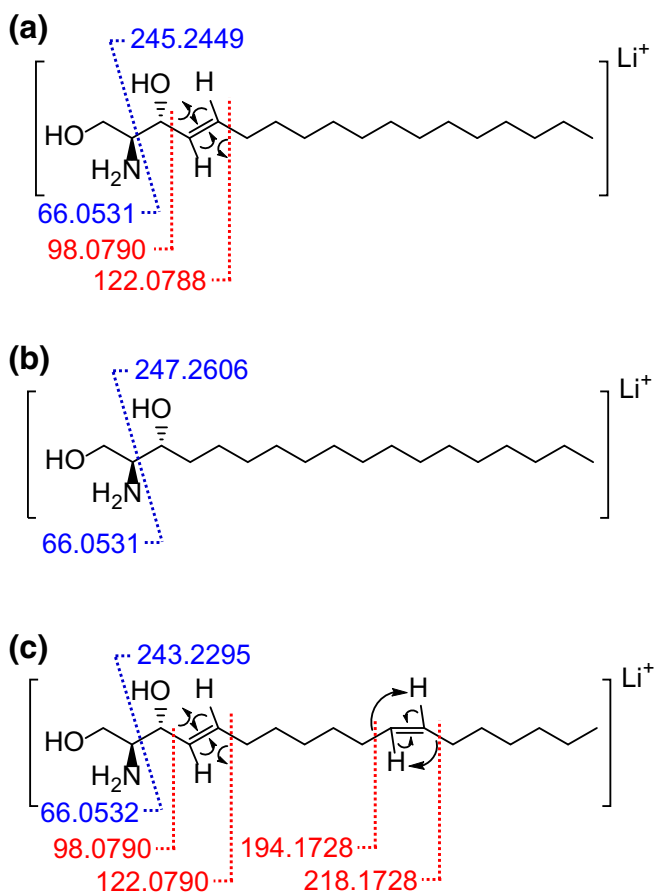 (a)
245.2449
Li+
HO
H
HO
H2N
H
66.0531
98.0790
122.0788
(b)
247.2606
Li+
HO
HO
H2N
66.0531
(c)
243.2295
Li+
HO
H
H
HO
H2N
H
H
66.0532
98.0790
194.1728
122.0790
218.1728